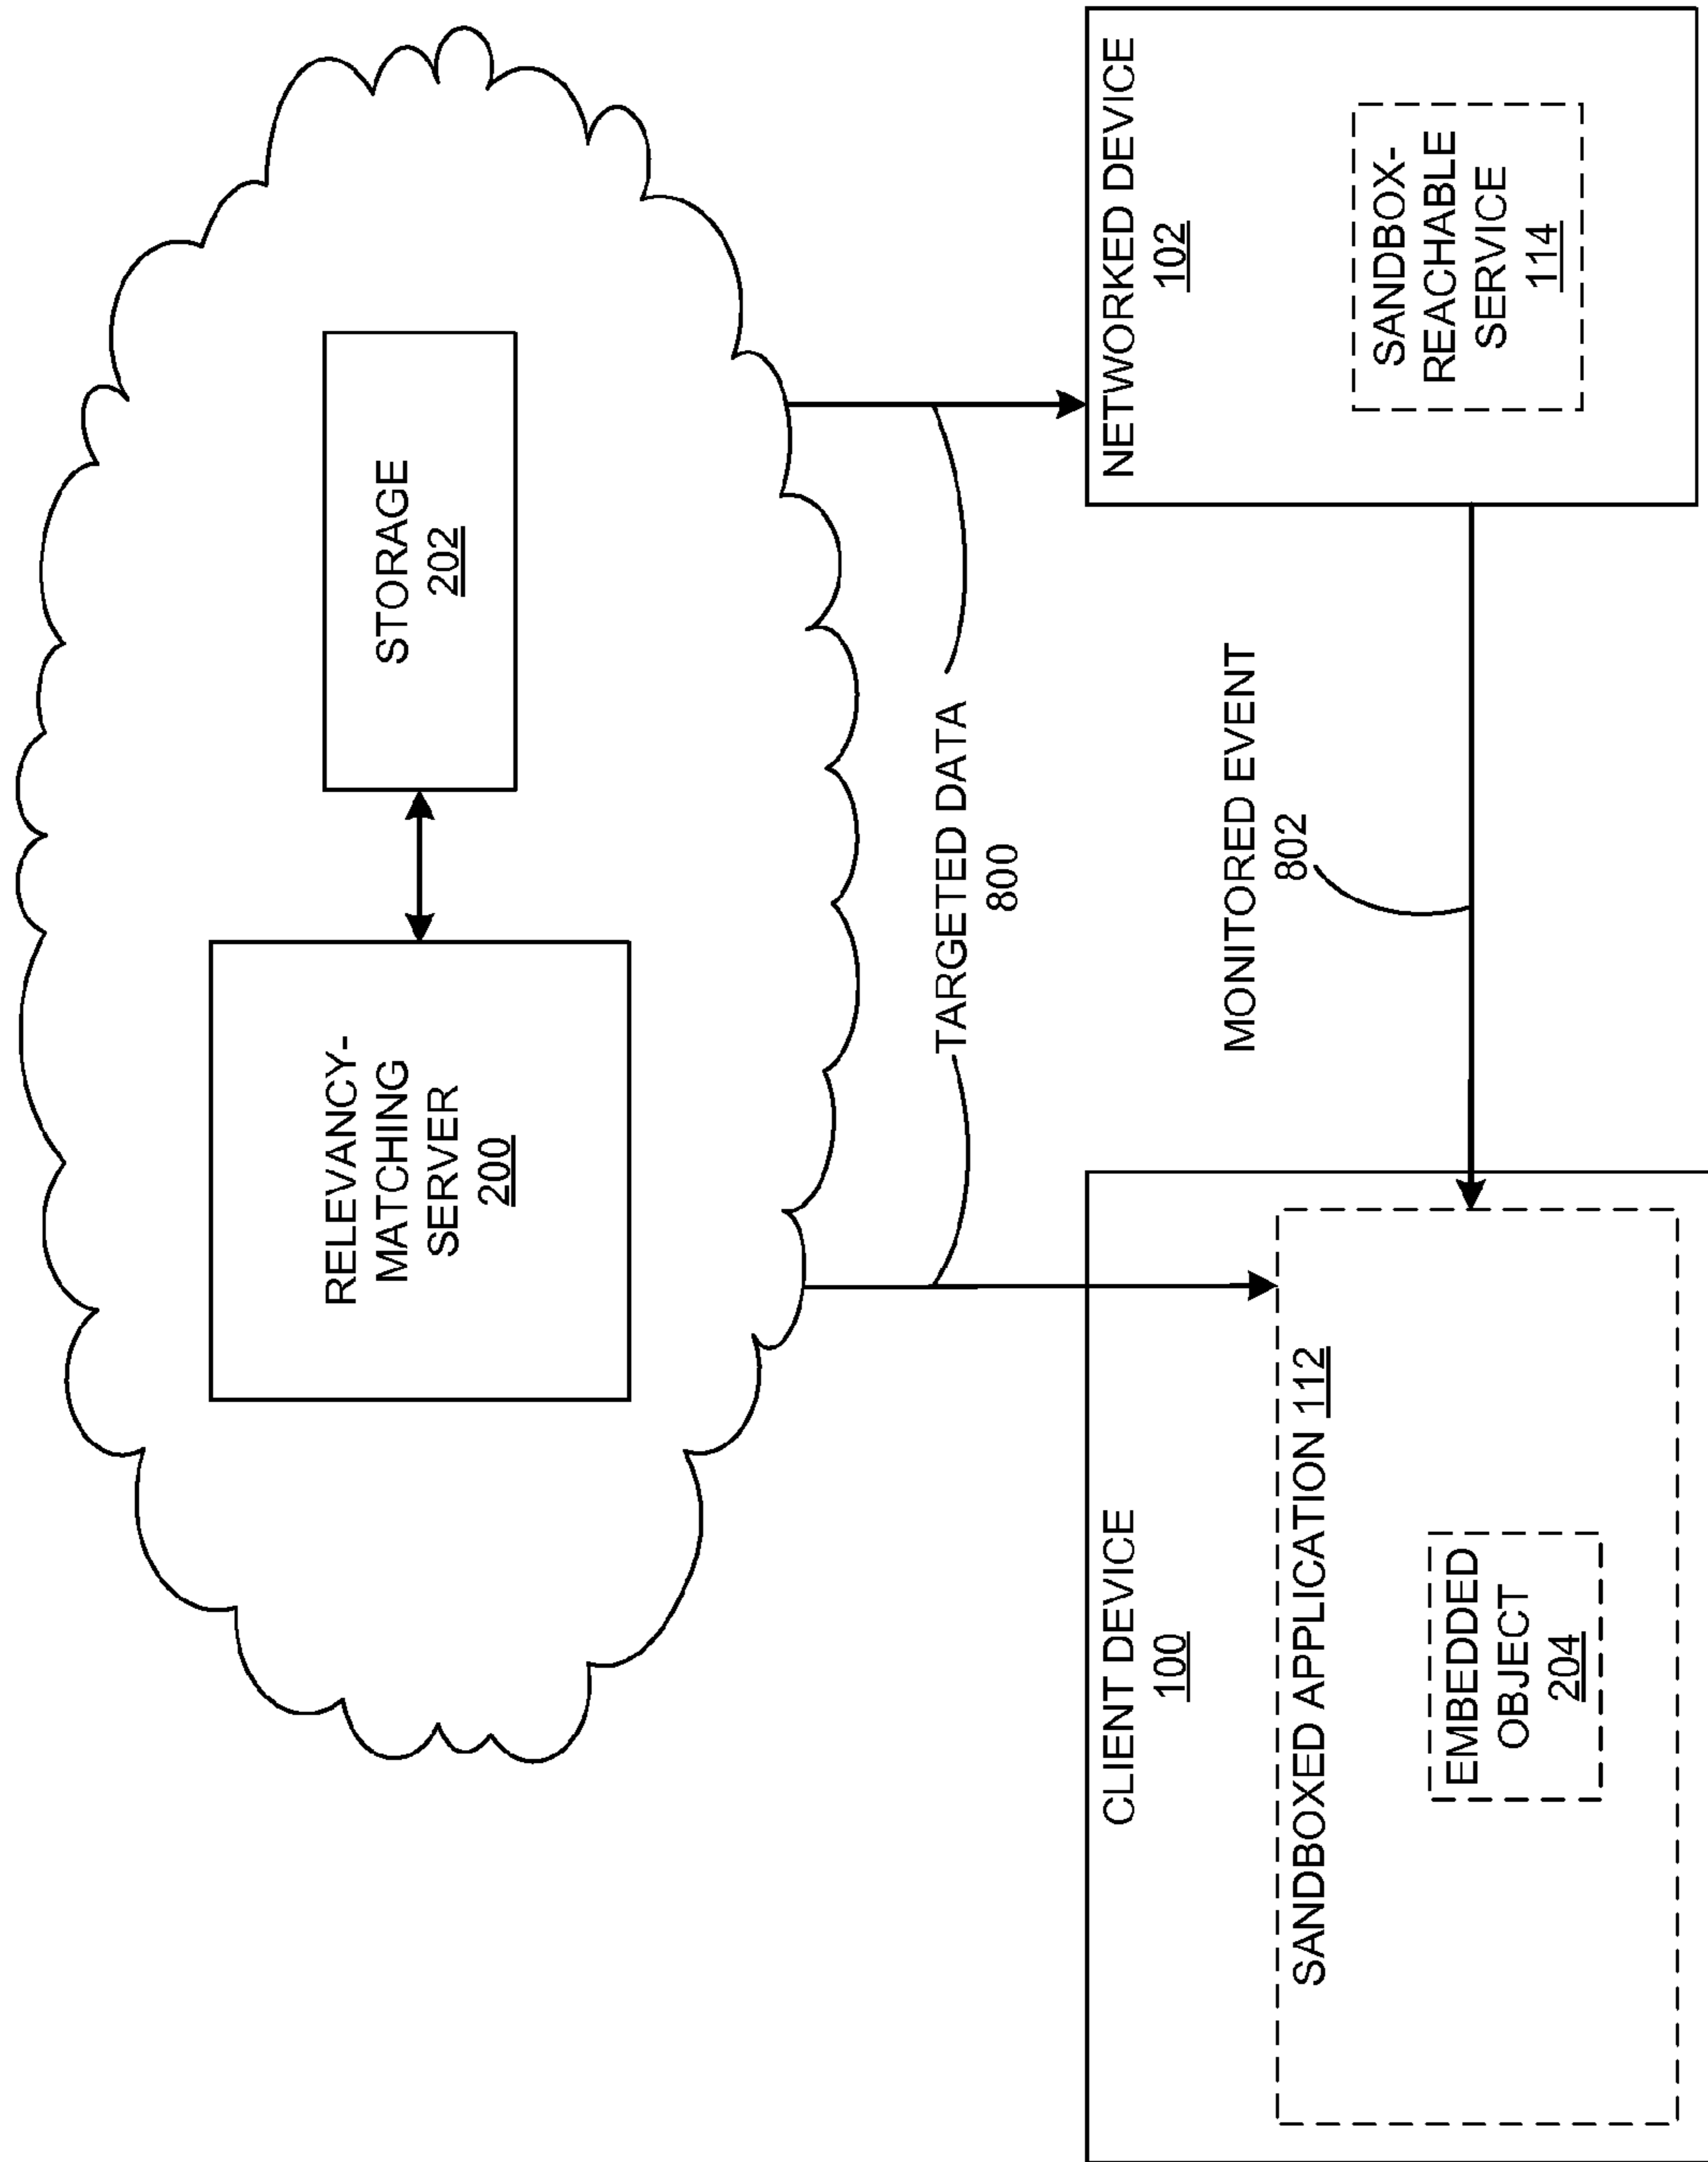 RELEVANCY-
MATCHING
SERVER
200
STORAGE
202
TARGETED DATA
800
CLIENT DEVICE
100
SANDBOXED APPLICATION 112
EMBEDDED
OBJECT
204
MONITORED EVENT
802
NETWORKED DEVICE
102
SANDBOX-
REACHABLE
SERVICE
114